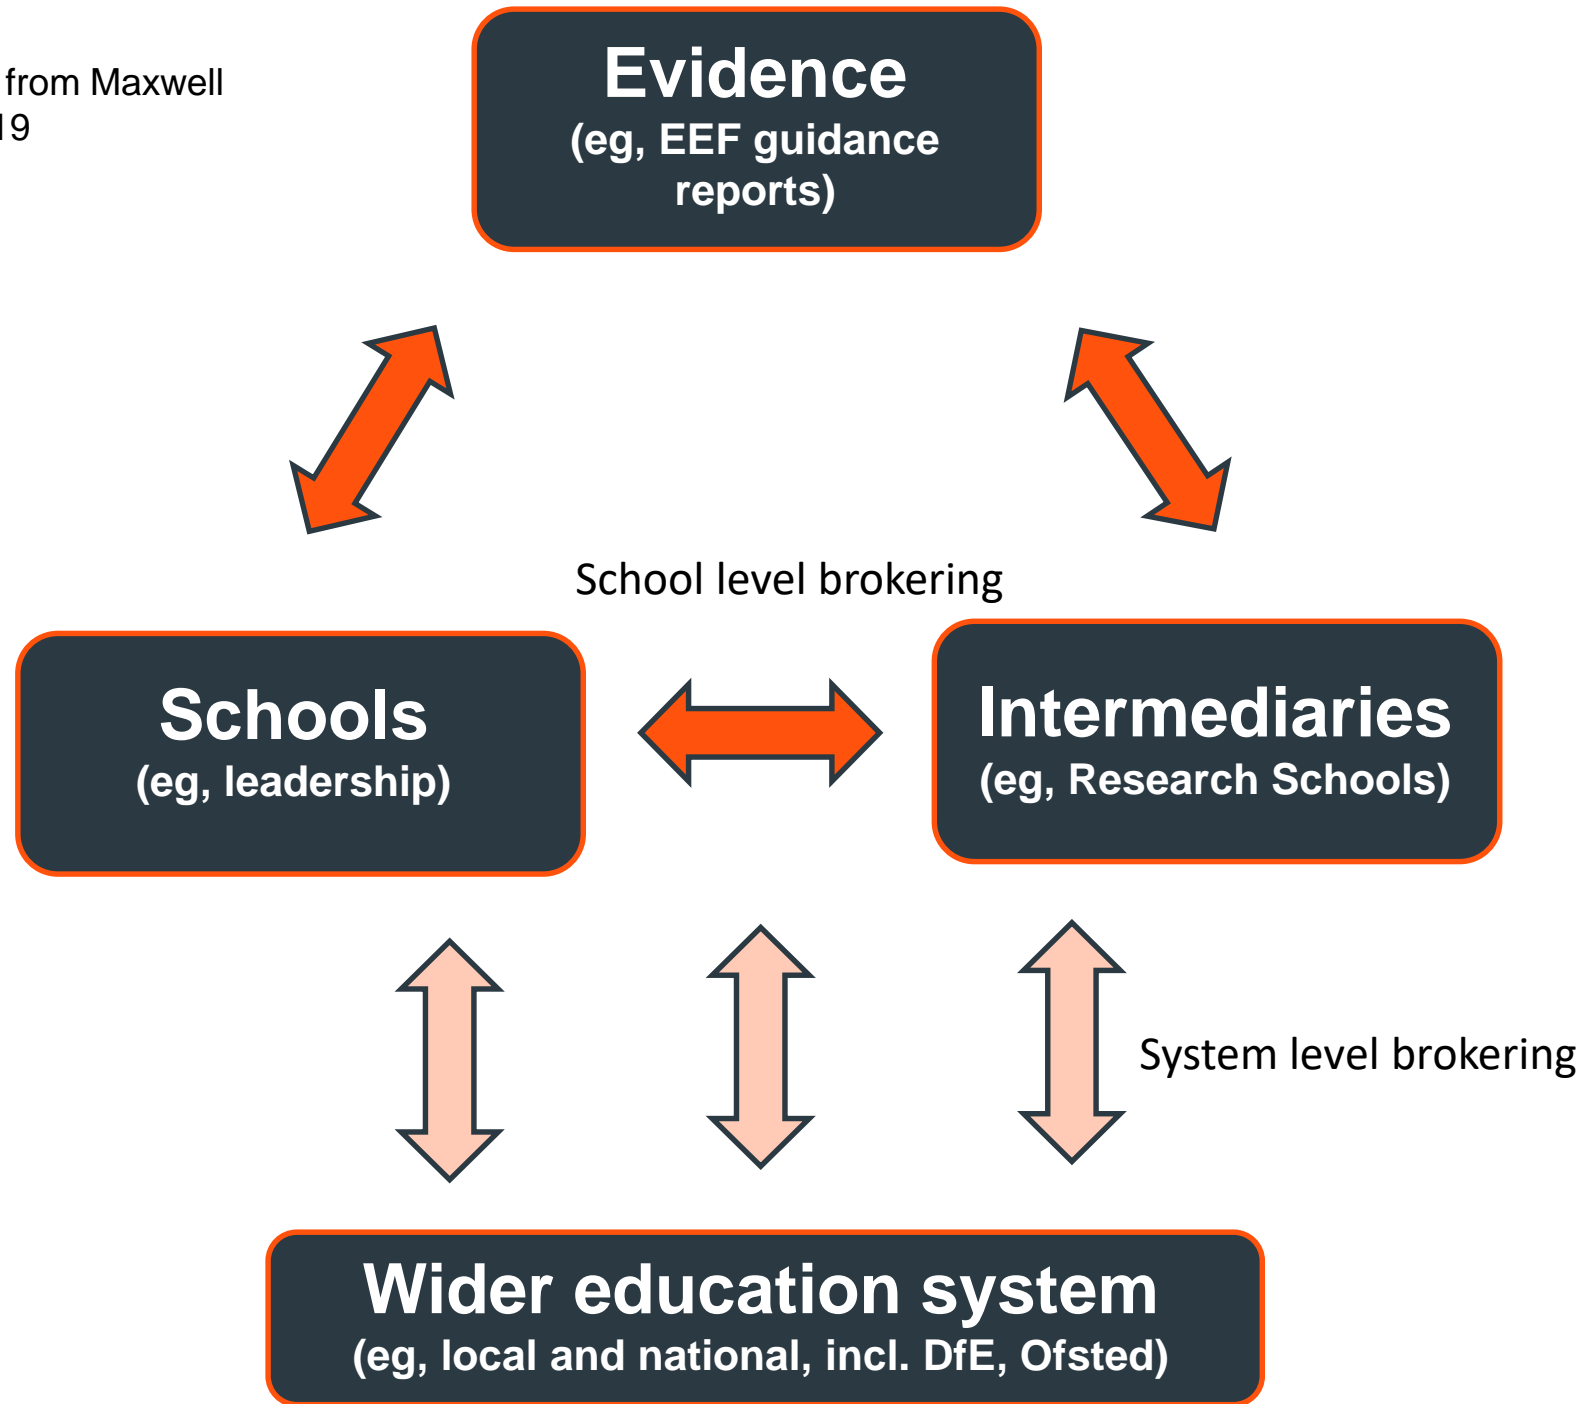 from Maxwell
19
Evidence
(eg, EEF guidance
reports)
School level brokering
Schools
(eg, leadership)
Intermediaries
(eg, Research Schools)
System level brokering
Wider education system
(eg, local and national, incl. DfE, Ofsted)